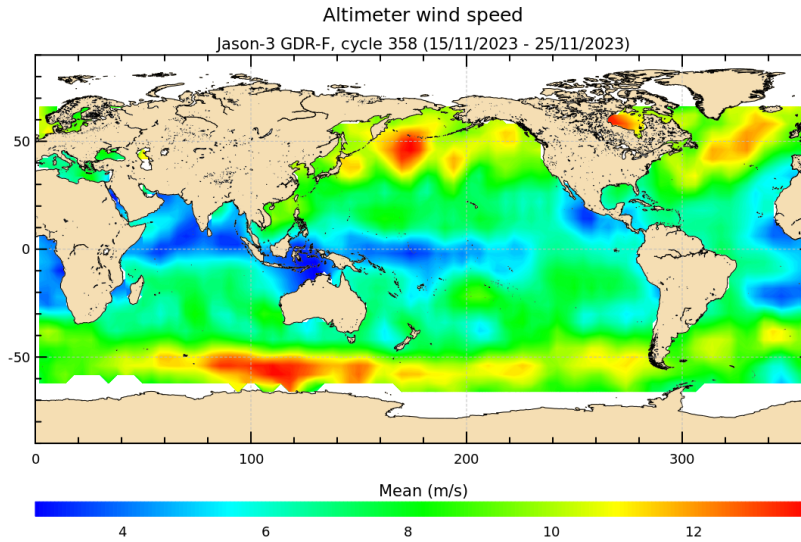 Altimeter wind speed
Jason-3 GDR-F, cycle 358 (15/11/2023 - 25/11/2023)
50
0
-50
0 100 200 300
Mean (m/s)
4 6 8 10 12